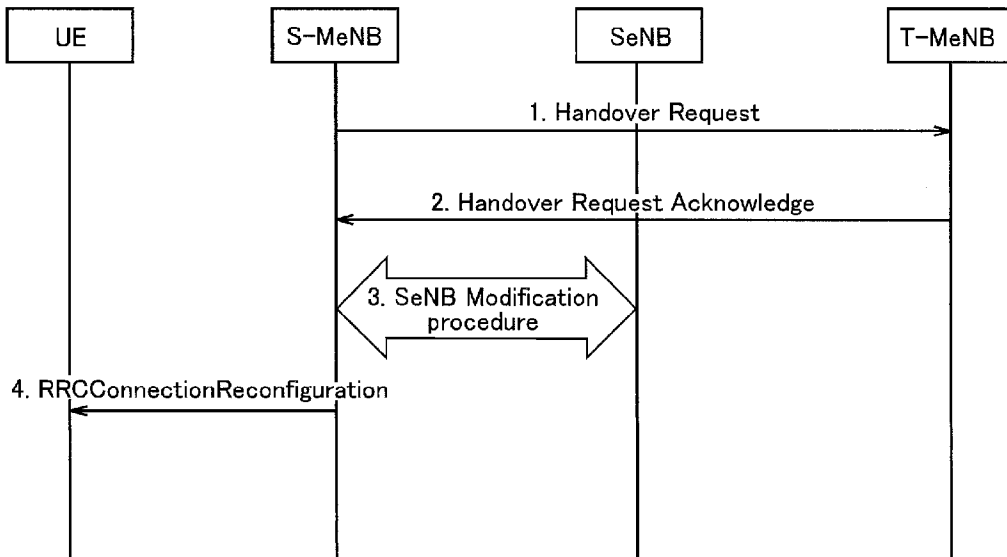 UE
S-MeNB
SeNB
T-MeNB
1. Handover Request
2. Handover Request Acknowledge
3. SeNB Modification
procedure
4. RRCConnectionReconfiguration